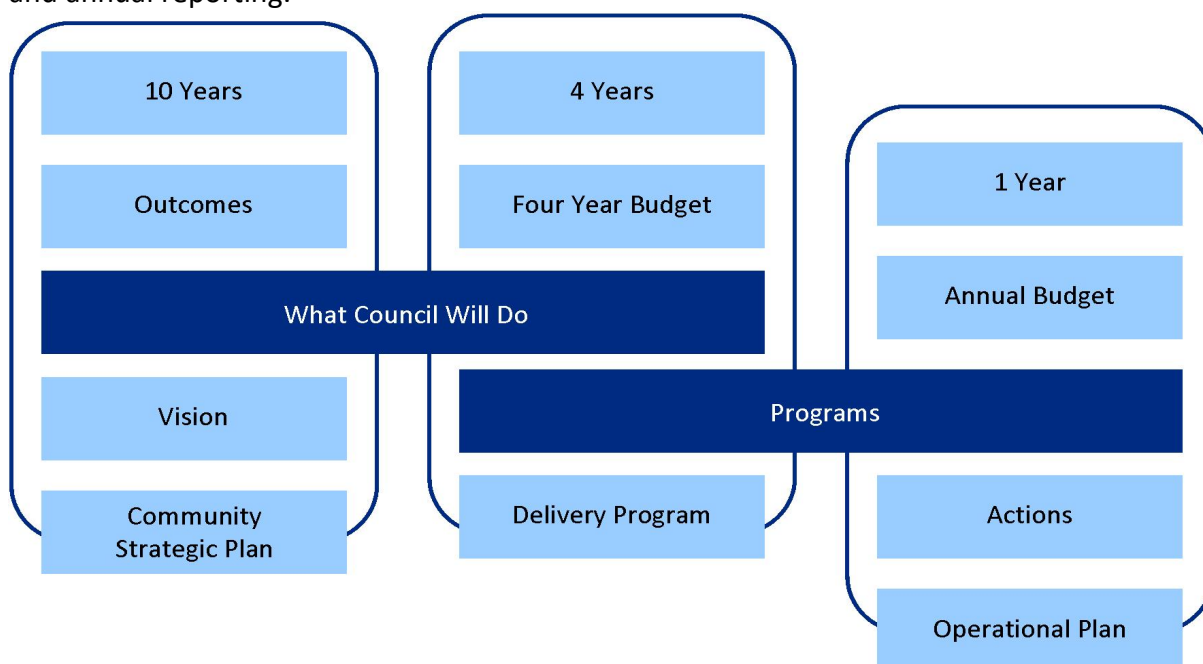 and annual reporting.
10 Years
Outcomes
What Council Will Do
Vision
Community
Strategic Plan
4 Years
Four Year Budget
Programs
Delivery Program
1 Year
Annual Budget
Actions
Operational Plan